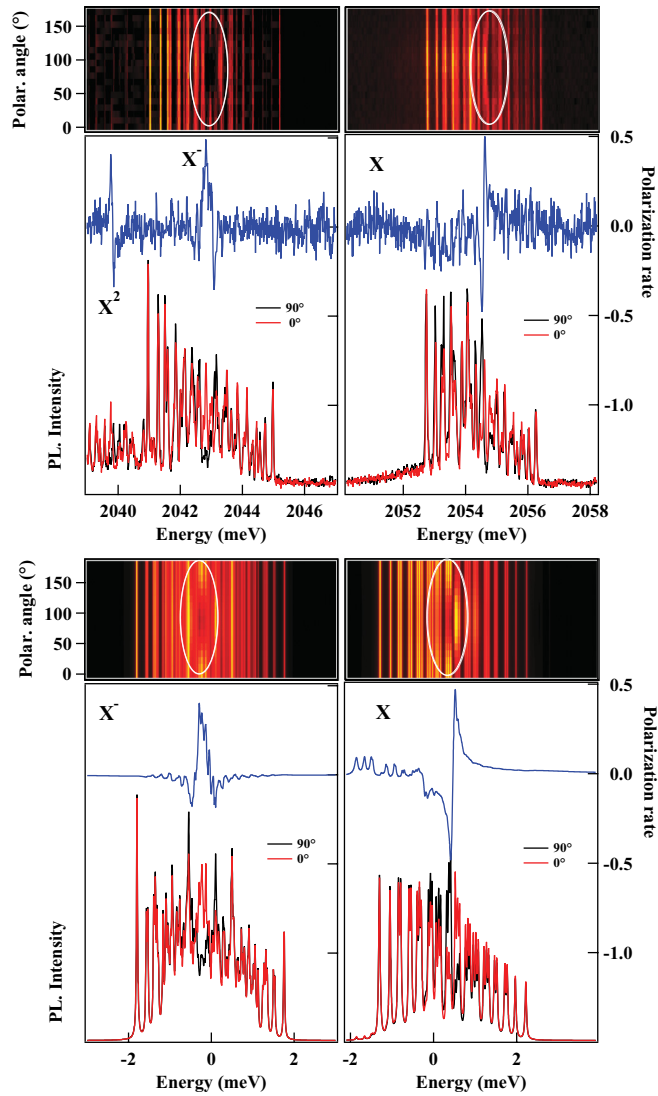 Polar. angle (°)
150
100
50
0
X-
X
0.5
0.0
-0.5
-1.0
Polarization rate
X2
90°
0°
90°
0°
PL. Intensity
2040
2042
2044
2046
2052
2054
2056
2058
Energy (meV)
Energy (meV)
Polar. angle (°)
150
100
50
0
X-
X
0.5
0.0
-0.5
-1.0
Polarization rate
90°
0°
90°
0°
PL. Intensity
-2
0
2
-2
0
2
Energy (meV)
Energy (meV)